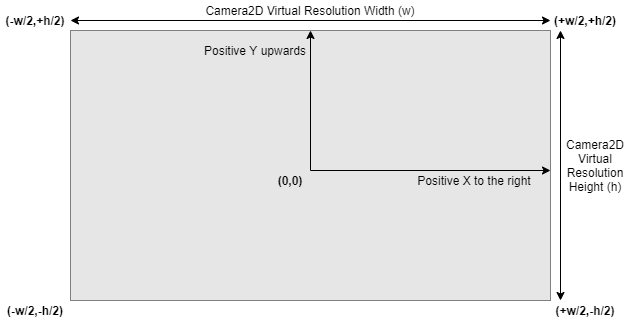 Camera2D Virtual Resolution Width (w)
(-w/2,+h/2)
(+w/2,+h/2)
Positive Y upwards
Camera2D
Virtual
Resolution
Height (h)
(0,0)
Positive X to the right
(-w/2,-h/2)
(+w/2,-h/2)